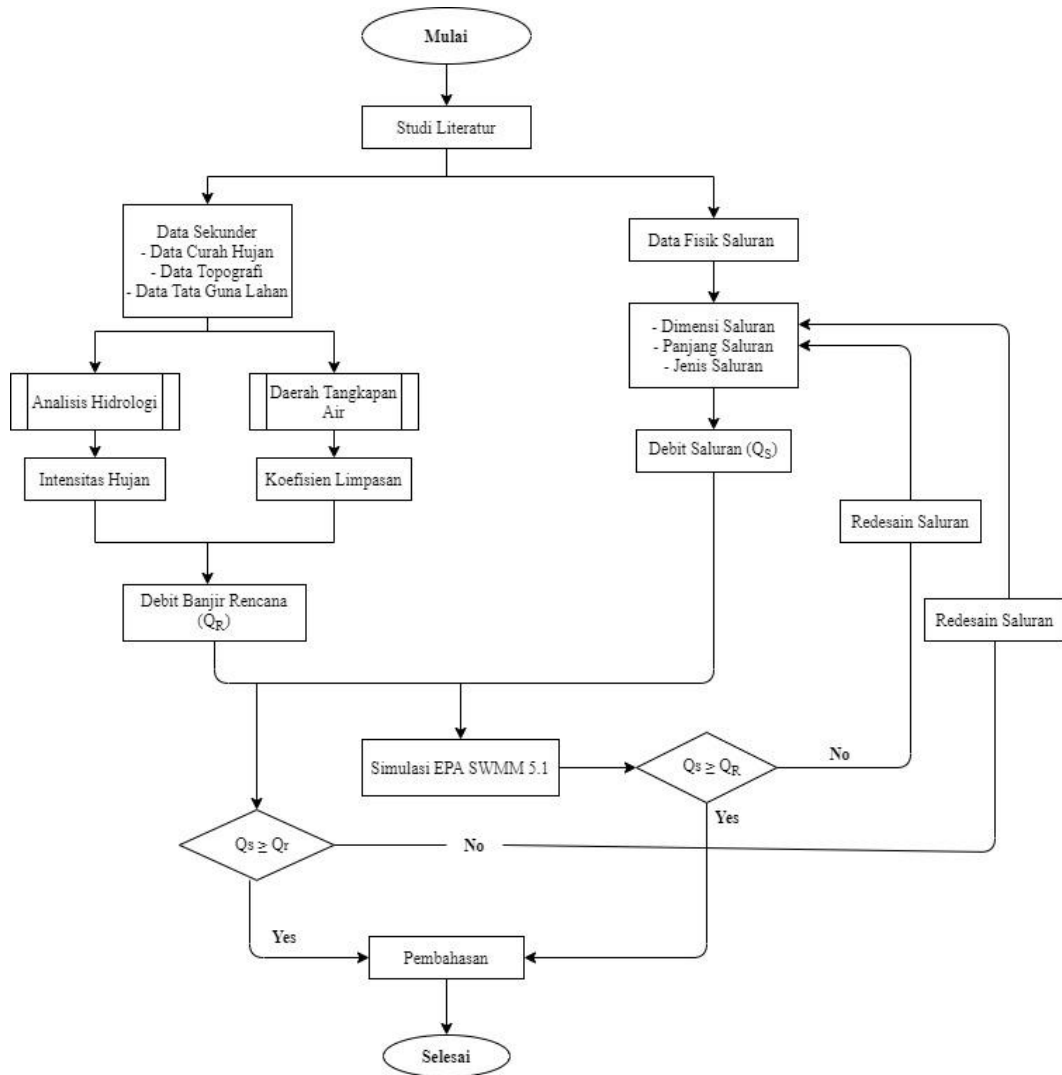 Mulai
Studi Literatur
Data Sekunder
- Data Curah Hujan
- Data Topografi
- Data Tata Guna Lahan
Data Fisik Saluran
- Dimensi Saluran
- Panjang Saluran
- Jenis Saluran
Analisis Hidrologi
Daerah Tangkapan
Air
Debit Saluran (QS)
Intensitas Hujan
Koefisien Limpasan
Redesain Saluran
Debit Banjir Rencana
(QR)
Redesain Saluran
Simulasi EPA SWMM 5.1
Qs ≥ QR
No
Yes
Qs ≥ Qr
No
Yes
Pembahasan
Selesai